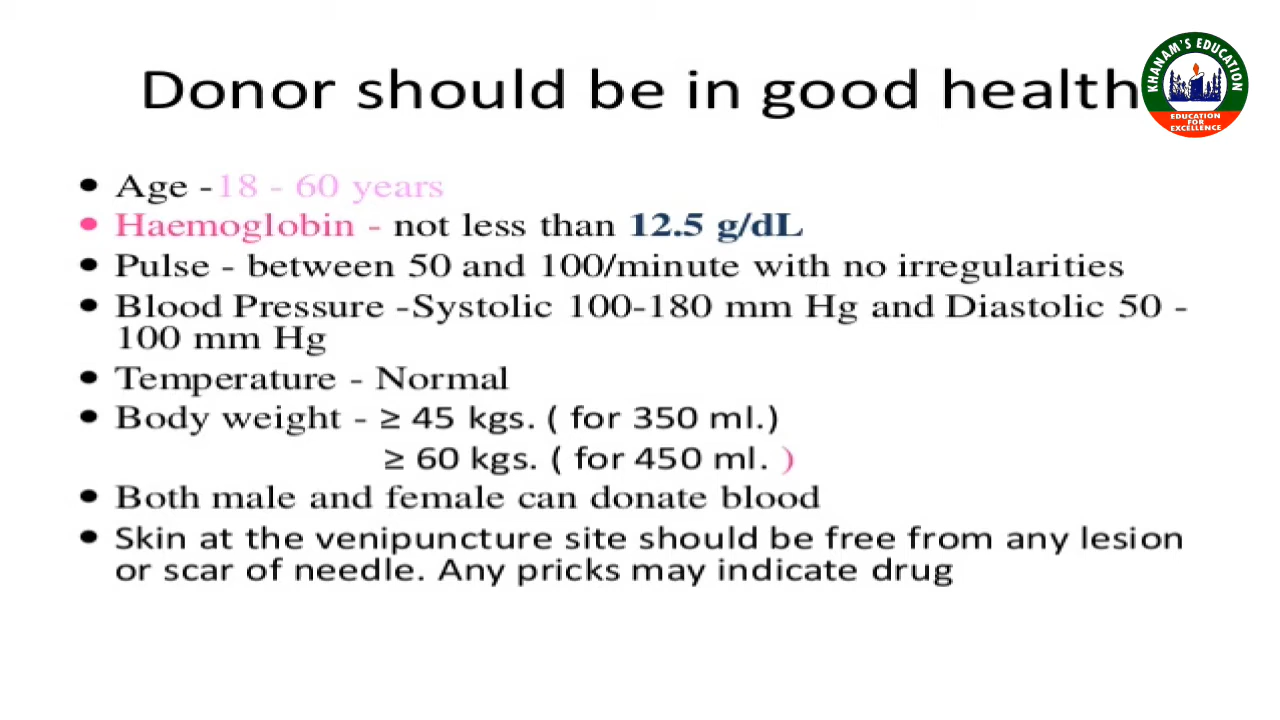 Donor should be in good health
KHANAM'S EDUCATION
EDUCATION
FOR
EXCELLENCE
• Age -18 - 60 years
• Haemoglobin - not less than 12.5 g/dL
• Pulse - between 50 and 100/minute with no irregularities
• Blood Pressure -Systolic 100-180 mm Hg and Diastolic 50 -
100 mm Hg
• Temperature - Normal
• Body weight - ≥ 45 kgs. ( for 350 ml.)
≥ 60 kgs. ( for 450 ml. )
• Both male and female can donate blood
• Skin at the venipuncture site should be free from any lesion
or scar of needle. Any pricks may indicate drug